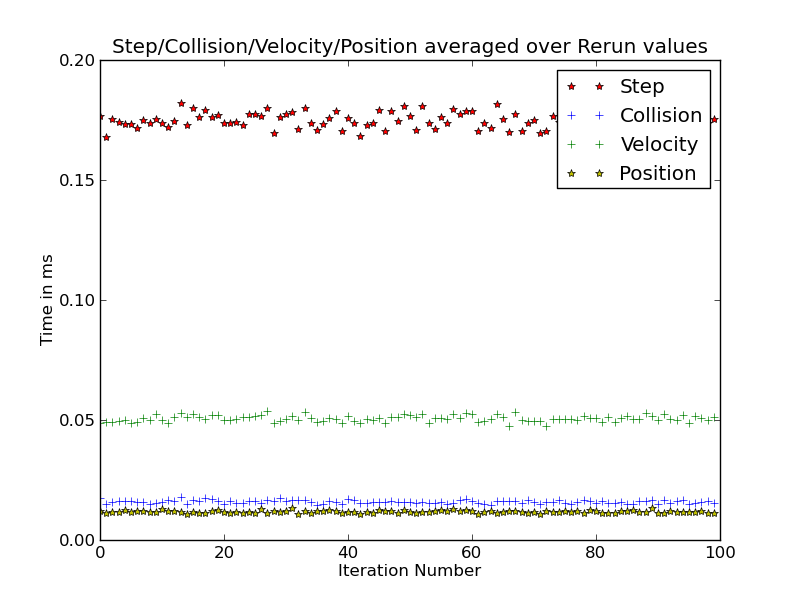 Step/Collision/Velocity/Position averaged over Rerun values
0.20
0.15
0.10
0.05
0.00
Time in ms
Step
Collision
Velocity
Position
0 20 40 60 80 100
Iteration Number